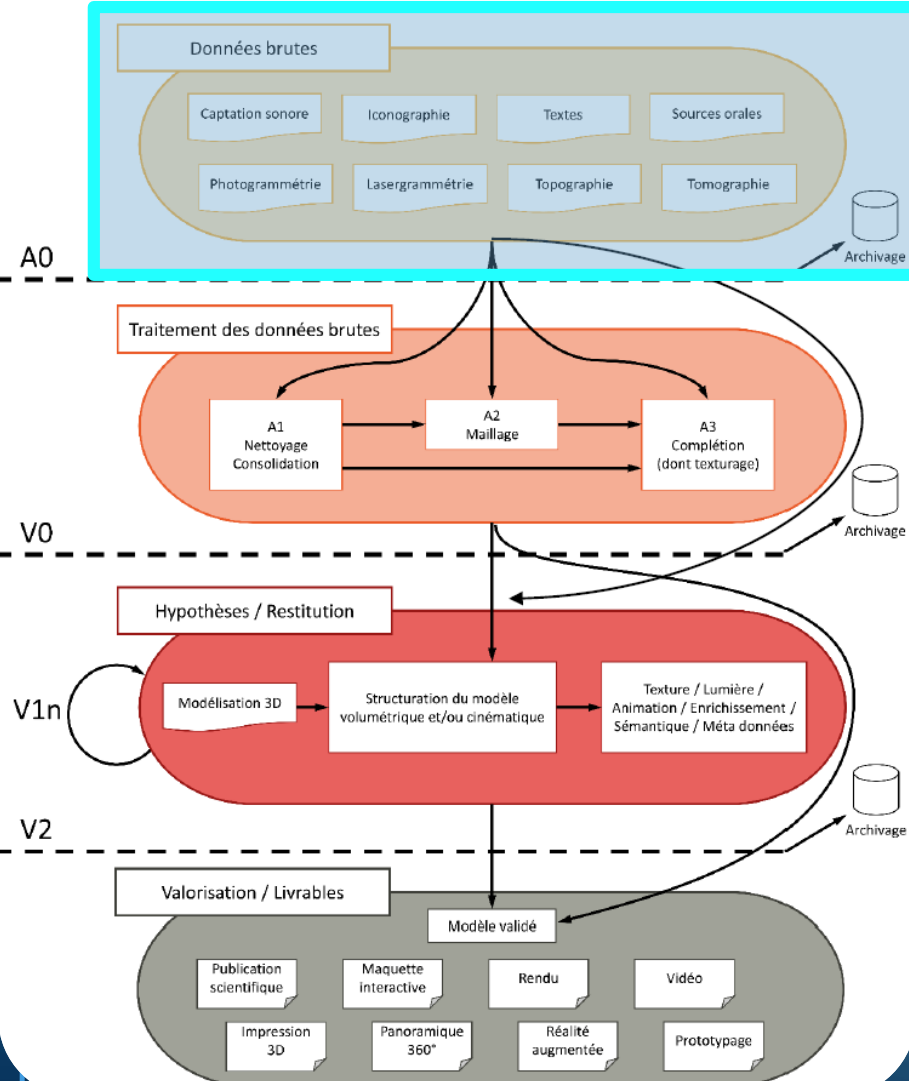 Données brutes
Captation sonore
Iconographie
Textes
Sources orales
Photogrammétrie
Lasergrammétrie
Topographie
Tomographie
Archivage
A0
Traitement des données brutes
A1
Nettoyage
Consolidation
A2
Maillage
A3
Complétion
(dont texturage)
Archivage
V0
Hypothèses / Restitution
V1n
Modélisation 3D
Structuration du modèle
volumétrique et/ou cinématique
Texture / Lumière /
Animation / Enrichissement /
Sémantique / Méta données
Archivage
V2
Valorisation / Livrables
Modèle validé
Publication
scientifique
Maquette
interactive
Rendu
Vidéo
Impression
3D
Panoramique
360°
Réalité
augmentée
Prototypage